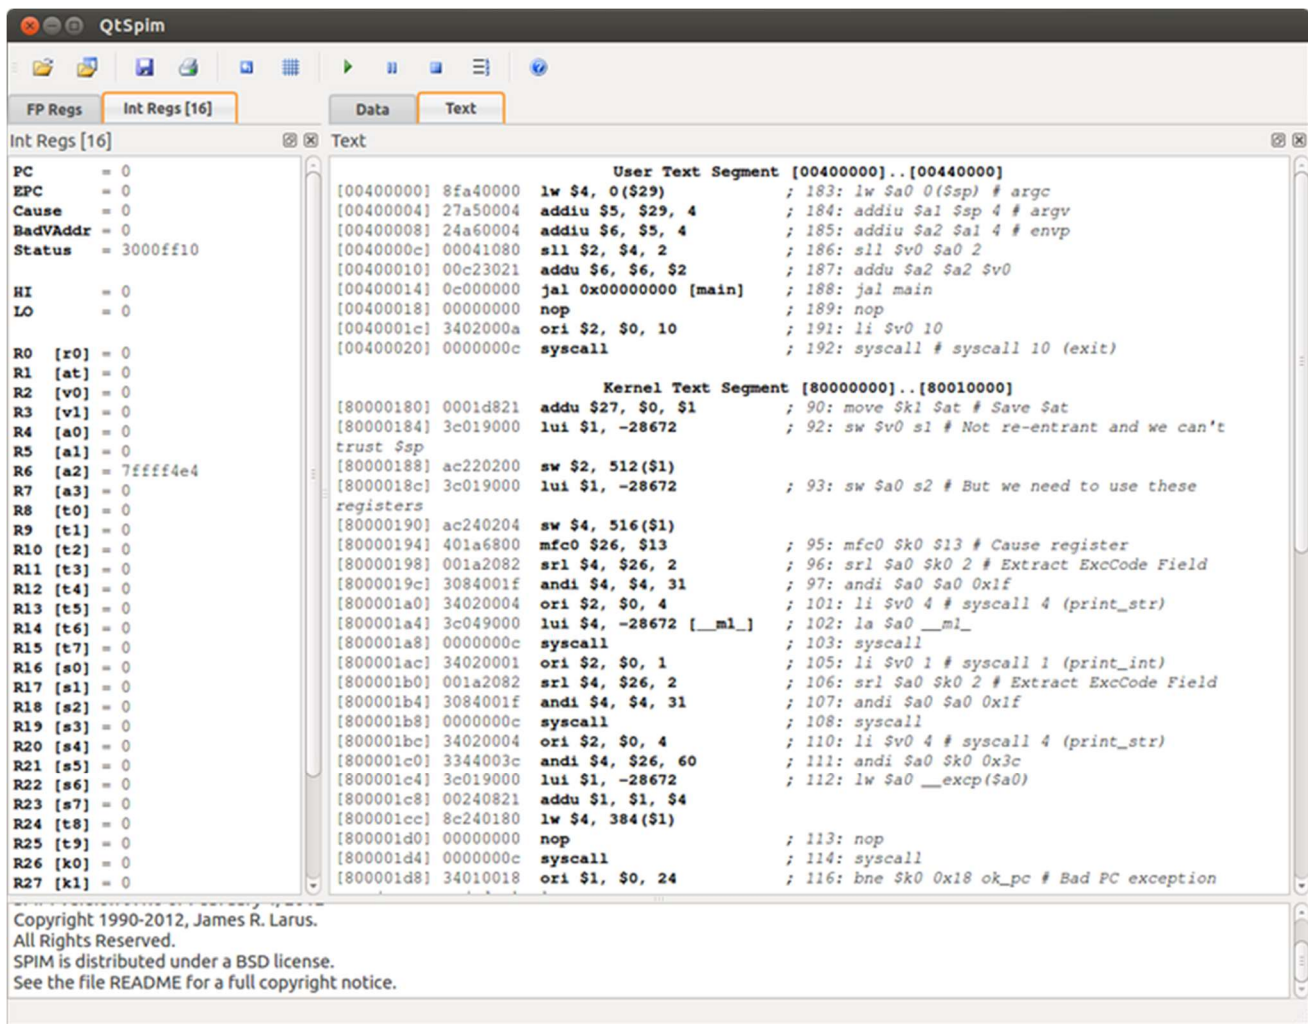 QtSpim
FP Regs
Int Regs [16]
Data
Text
Int Regs [16]
Text
PC = 0
EPC = 0
Cause = 0
BadVAddr = 0
Status = 3000ff10
HI = 0
LO = 0
R0 [r0] = 0
R1 [at] = 0
R2 [v0] = 0
R3 [v1] = 0
R4 [a0] = 0
R5 [a1] = 0
R6 [a2] = 7ffff4e4
R7 [a3] = 0
R8 [t0] = 0
R9 [t1] = 0
R10 [t2] = 0
R11 [t3] = 0
R12 [t4] = 0
R13 [t5] = 0
R14 [t6] = 0
R15 [t7] = 0
R16 [s0] = 0
R17 [s1] = 0
R18 [s2] = 0
R19 [s3] = 0
R20 [s4] = 0
R21 [s5] = 0
R22 [s6] = 0
R23 [s7] = 0
R24 [t8] = 0
R25 [t9] = 0
R26 [k0] = 0
R27 [k1] = 0
User Text Segment [00400000]..[00440000]
[00400000] 8fa40000 lw $4, 0($29) ; 183: lw $a0 0($sp) # argc
[00400004] 27a50004 addiu $5, $29, 4 ; 184: addiu $a1 $sp 4 # argv
[00400008] 24a60004 addiu $6, $5, 4 ; 185: addiu $a2 $a1 4 # envp
[0040000c] 00041080 sll $2, $4, 2 ; 186: sll $v0 $a0 2
[00400010] 00c23021 addu $6, $6, $2 ; 187: addu $a2 $a2 $v0
[00400014] 0c000000 jal 0x00000000 [main] ; 188: jal main
[00400018] 00000000 nop ; 189: nop
[0040001c] 3402000a ori $2, $0, 10 ; 191: li $v0 10
[00400020] 0000000c syscall ; 192: syscall # syscall 10 (exit)
Kernel Text Segment [80000000]..[80010000]
[80000180] 0001d821 addu $27, $0, $1 ; 90: move $k1 $at # Save $at
[80000184] 3c019000 lui $1, -28672 ; 92: sw $v0 s1 # Not re-entrant and we can't
trust $sp
[80000188] ac220200 sw $2, 512($1)
[8000018c] 3c019000 lui $1, -28672 ; 93: sw $a0 s2 # But we need to use these
registers
[80000190] ac240204 sw $4, 516($1)
[80000194] 401a6800 mfc0 $26, $13 ; 95: mfc0 $k0 $13 # Cause register
[80000198] 001a2082 srl $4, $26, 2 ; 96: srl $a0 $k0 2 # Extract ExcCode Field
[8000019c] 3084001f andi $4, $4, 31 ; 97: andi $a0 $a0 0x1f
[800001a0] 34020004 ori $2, $0, 4 ; 101: li $v0 4 # syscall 4 (print_str)
[800001a4] 3c049000 lui $4, -28672 [__m1_] ; 102: la $a0 __m1_
[800001a8] 0000000c syscall ; 103: syscall
[800001ac] 34020001 ori $2, $0, 1 ; 105: li $v0 1 # syscall 1 (print_int)
[800001b0] 001a2082 srl $4, $26, 2 ; 106: srl $a0 $k0 2 # Extract ExcCode Field
[800001b4] 3084001f andi $4, $4, 31 ; 107: andi $a0 $a0 0x1f
[800001b8] 0000000c syscall ; 108: syscall
[800001bc] 34020004 ori $2, $0, 4 ; 110: li $v0 4 # syscall 4 (print_str)
[800001c0] 3344003c andi $4, $26, 60 ; 111: andi $a0 $k0 0x3c
[800001c4] 3c019000 lui $1, -28672 ; 112: lw $a0 __excp($a0)
[800001c8] 00240821 addu $1, $1, $4
[800001cc] 8c240180 lw $4, 384($1)
[800001d0] 00000000 nop ; 113: nop
[800001d4] 0000000c syscall ; 114: syscall
[800001d8] 34010018 ori $1, $0, 24 ; 116: bne $k0 0x18 ok_pc # Bad PC exception
Copyright 1990-2012, James R. Larus.
All Rights Reserved.
SPIM is distributed under a BSD license.
See the file README for a full copyright notice.